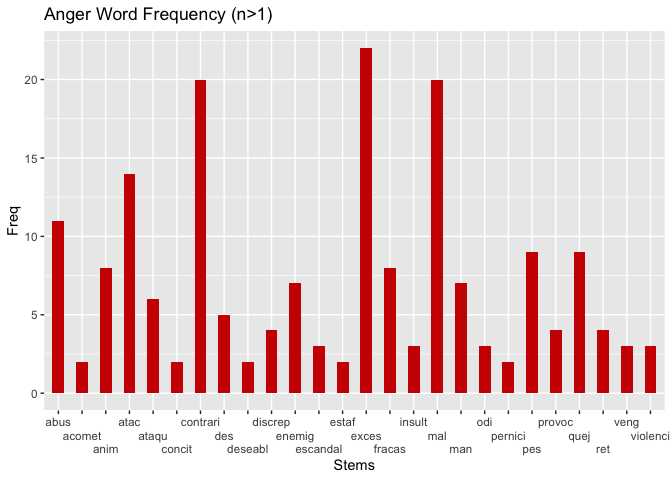 Anger Word Frequency (n>1)
20
15
10
5
0
Freq
abus atac contrari discrep estaf insult odi provoc veng
acomet ataqu des enemig exces mal pernici quej violenci
anim concit deseabl escandal fracas man pes ret
Stems